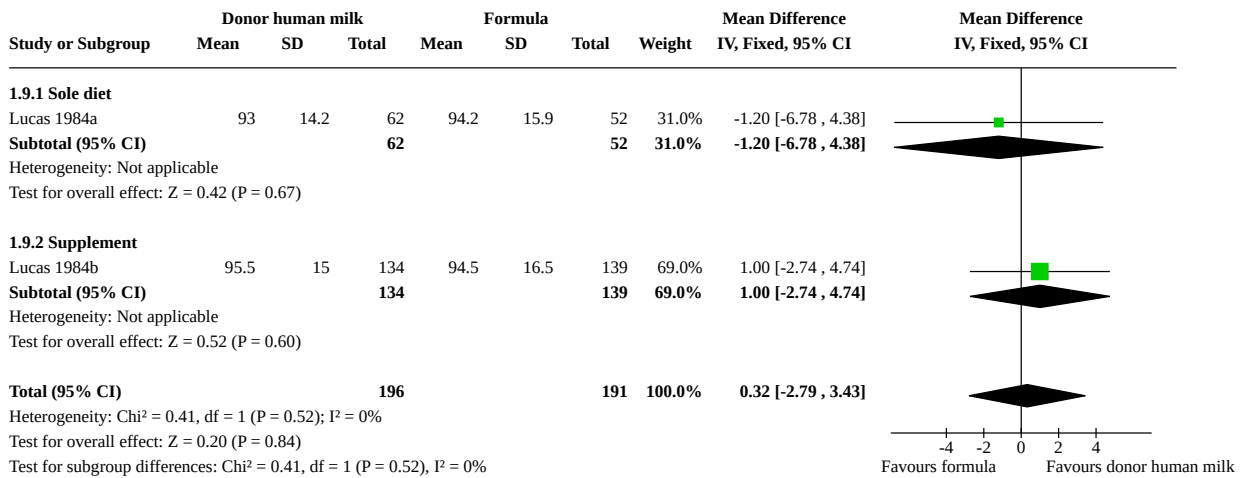 Donor human milk Formula Mean Difference Mean Difference
Study or Subgroup Mean SD Total Mean SD Total Weight IV, Fixed, 95% CI IV, Fixed, 95% CI
1.9.1 Sole diet
Lucas 1984a 93 14.2 62 94.2 15.9 52 31.0% -1.20 [-6.78 , 4.38]
Subtotal (95% CI) 62 52 31.0% -1.20 [-6.78 , 4.38]
Heterogeneity: Not applicable
Test for overall effect: Z = 0.42 (P = 0.67)
1.9.2 Supplement
Lucas 1984b 95.5 15 134 94.5 16.5 139 69.0% 1.00 [-2.74 , 4.74]
Subtotal (95% CI) 134 139 69.0% 1.00 [-2.74 , 4.74]
Heterogeneity: Not applicable
Test for overall effect: Z = 0.52 (P = 0.60)
Total (95% CI) 196 191 100.0% 0.32 [-2.79 , 3.43]
Heterogeneity: Chi² = 0.41, df = 1 (P = 0.52); I² = 0%
Test for overall effect: Z = 0.20 (P = 0.84)
Test for subgroup differences: Chi² = 0.41, df = 1 (P = 0.52), I² = 0%
-4 -2 0 2 4
Favours formula Favours donor human milk